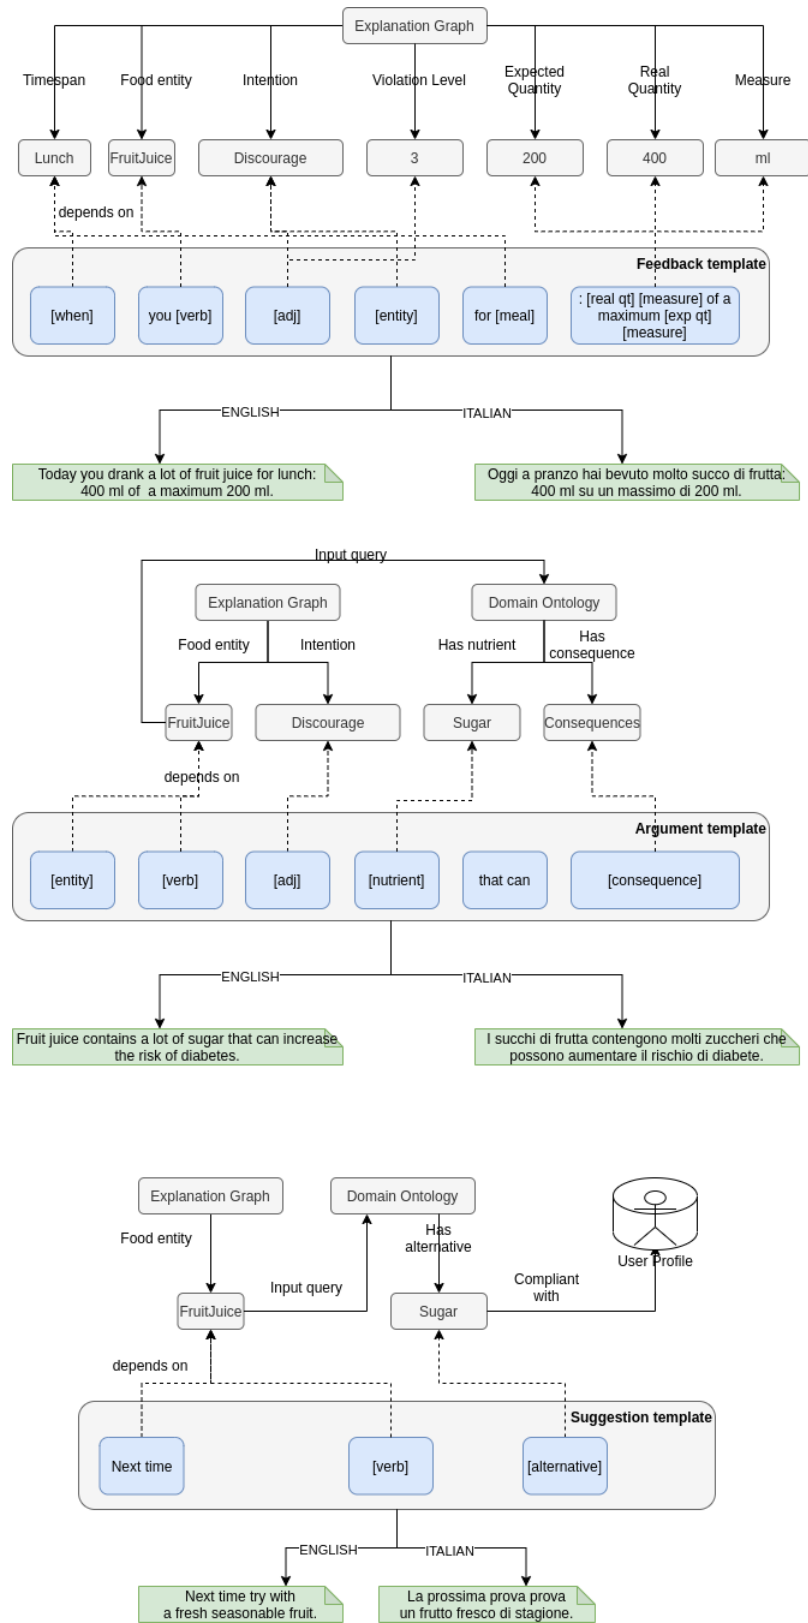 Explanation Graph
Timespan
Food entity
Intention
Violation Level
Expected
Quantity
Real
Quantity
Measure
Lunch
FruitJuice
Discourage
3
200
400
ml
depends on
Feedback template
[when]
you [verb]
[adj]
[entity]
for [meal]
: [real qt] [measure] of a
maximum [exp qt]
[measure]
ENGLISH
ITALIAN
Today you drank a lot of fruit juice for lunch:
400 ml of a maximum 200 ml.
Oggi a pranzo hai bevuto molto succo di frutta:
400 ml su un massimo di 200 ml.
Input query
Explanation Graph
Domain Ontology
Food entity
Intention
Has nutrient
Has
consequence
FruitJuice
Discourage
Sugar
Consequences
depends on
Argument template
[entity]
[verb]
[adj]
[nutrient]
that can
[consequence]
ENGLISH
ITALIAN
Fruit juice contains a lot of sugar that can increase
the risk of diabetes.
I succhi di frutta contengono molti zuccheri che
possono aumentare il rischio di diabete.
Explanation Graph
Domain Ontology
Food entity
Has
alternative
User Profile
Input query
Compliant
with
FruitJuice
Sugar
depends on
Suggestion template
Next time
[verb]
[alternative]
ENGLISH
ITALIAN
Next time try with
a fresh seasonable fruit.
La prossima prova prova
un frutto fresco di stagione.